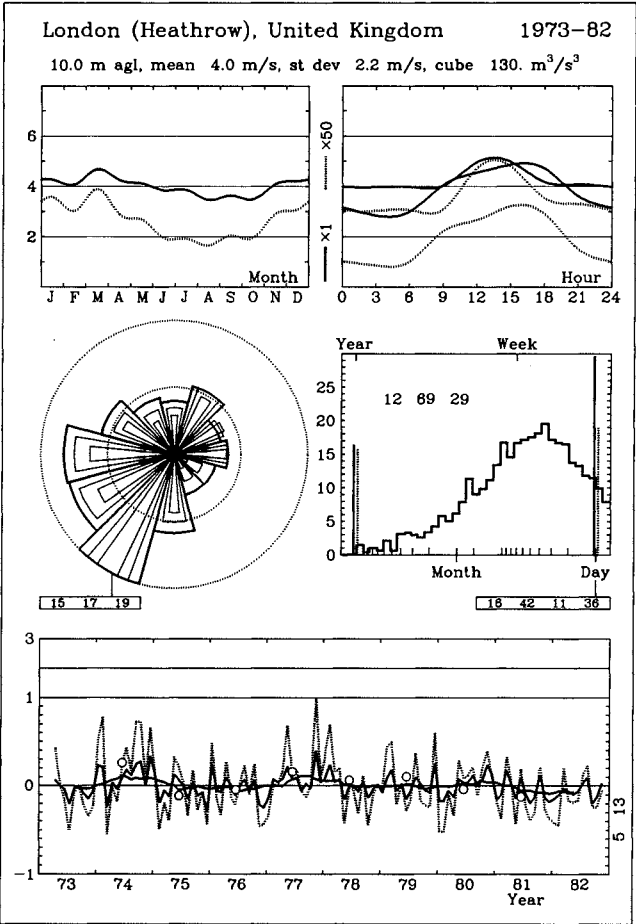 London (Heathrow), United Kingdom 1973-82
10.0 m agl, mean 4.0 m/s, st dev 2.2 m/s, cube 130. m³/s³
6
4
2
×50
×1
Month
J F M A M J J A S O N D
Hour
0 3 6 9 12 15 18 21 24
Year Week
25
20
15
10
5
0
12 69 29
Month Day
15 17 19
16 42 11 36
3
1
0
-1
5 13
73 74 75 76 77 78 79 80 81 82
Year